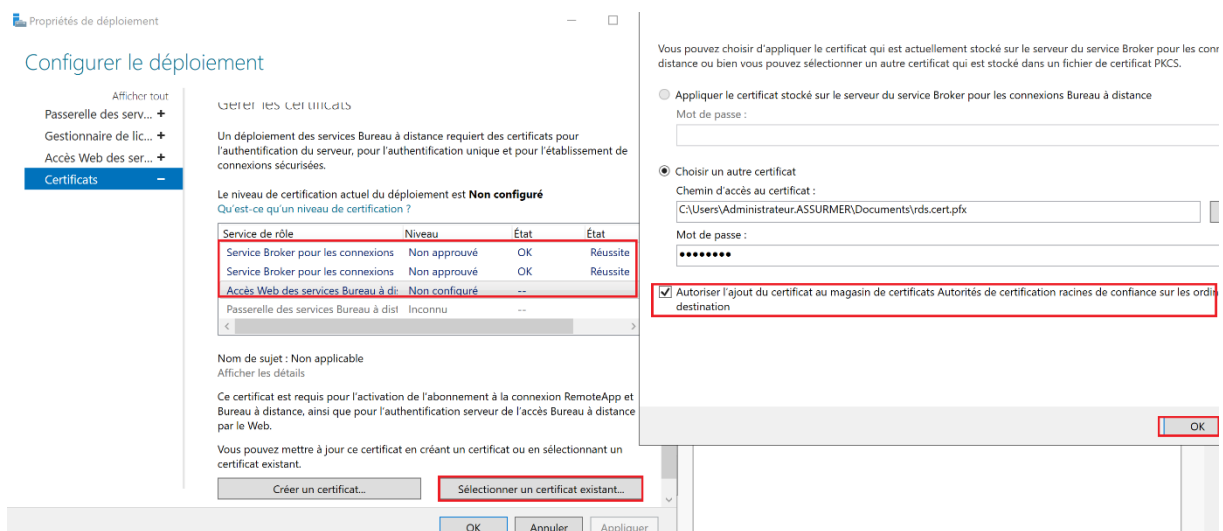 Propriétés de déploiement
Configurer le déploiement
Afficher tout
Passerelle des serv... +
Gestionnaire de lic... +
Accès Web des ser... +
Certificats –
Gérer les certificats
Un déploiement des services Bureau à distance requiert des certificats pour
l'authentification du serveur, pour l'authentification unique et pour l'établissement de
connexions sécurisées.
Le niveau de certification actuel du déploiement est Non configuré
Qu'est-ce qu'un niveau de certification ?
Service de rôle Niveau État État
Service Broker pour les connexions Non approuvé OK Réussite
Service Broker pour les connexions Non approuvé OK Réussite
Accès Web des services Bureau à di Non configuré --
Passerelle des services Bureau à dist Inconnu --
Nom de sujet : Non applicable
Afficher les détails
Ce certificat est requis pour l'activation de l'abonnement à la connexion RemoteApp et
Bureau à distance, ainsi que pour l'authentification serveur de l'accès Bureau à distance
par le Web.
Vous pouvez mettre à jour ce certificat en créant un certificat ou en sélectionnant un
certificat existant.
Créer un certificat... Sélectionner un certificat existant...
OK Annuler Appliquer
Vous pouvez choisir d'appliquer le certificat qui est actuellement stocké sur le serveur du service Broker pour les conn
distance ou bien vous pouvez sélectionner un autre certificat qui est stocké dans un fichier de certificat PKCS.
Appliquer le certificat stocké sur le serveur du service Broker pour les connexions Bureau à distance
Mot de passe :
Choisir un autre certificat
Chemin d'accès au certificat :
C:\Users\Administrateur.ASSURMER\Documents\rds.cert.pfx
Mot de passe :
●●●●●●●●
Autoriser l'ajout du certificat au magasin de certificats Autorités de certification racines de confiance sur les ordin
destination
OK